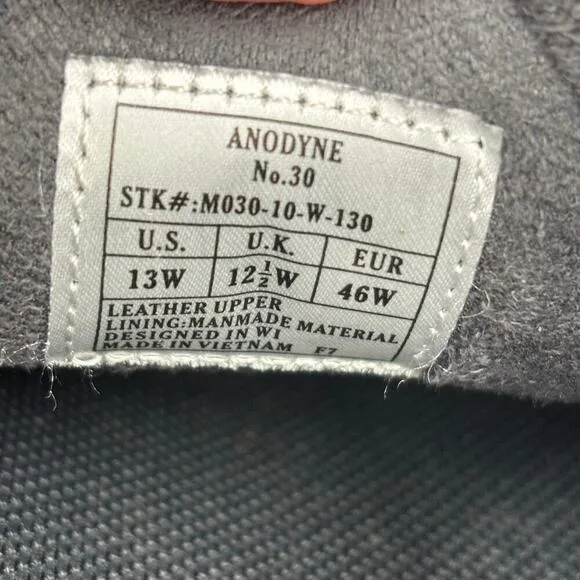 ANODYNE
No.30
STK#:M030-10-W-130
U.S. U.K. EUR
13W 12½W 46W
LEATHER UPPER
LINING:MANMADE MATERIAL
DESIGNED IN WI
MADE IN VIETNAM F7